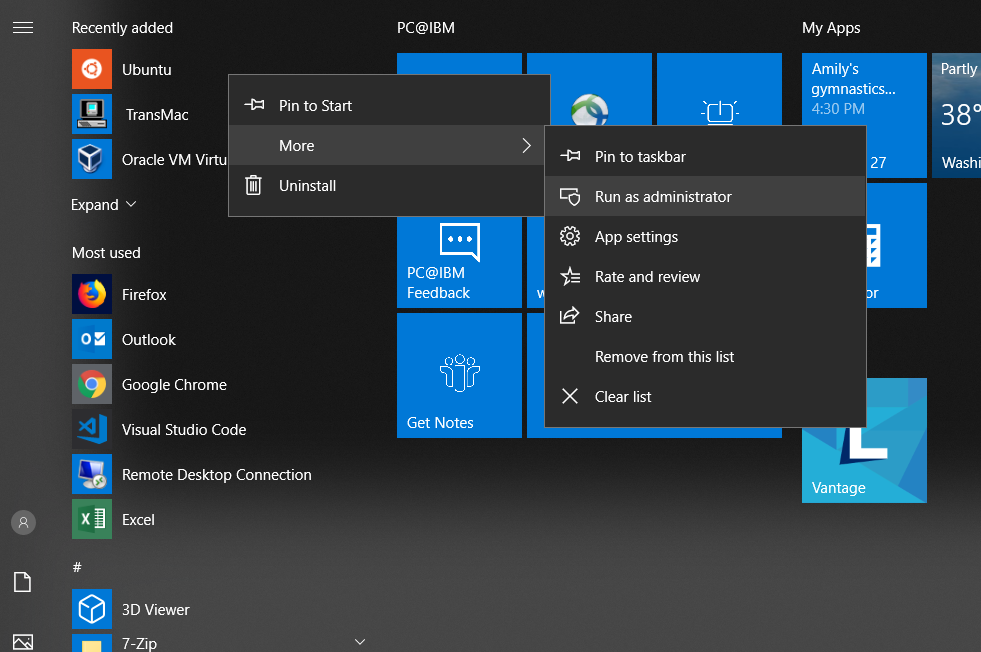 Recently added
Ubuntu
TransMac
Oracle VM Virtu
Expand
Most used
Firefox
Outlook
Google Chrome
Visual Studio Code
Remote Desktop Connection
Excel
#
3D Viewer
7-Zip
Pin to Start
More
Uninstall
Pin to taskbar
Run as administrator
App settings
Rate and review
Share
Remove from this list
Clear list
PC@IBM
PC@IBM
Feedback
w
Get Notes
My Apps
Amily's
gymnastics...
4:30 PM
27
Partly
38°
Washi
or
L
Vantage